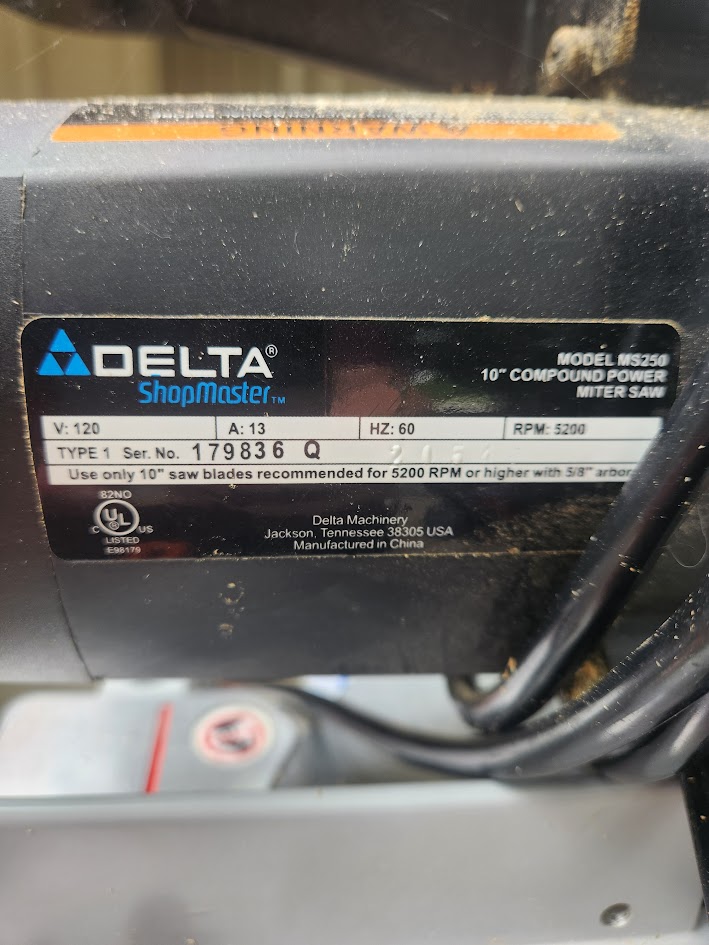 WARNING
DELTA®
ShopMaster™
MODEL MS250
10" COMPOUND POWER
MITER SAW
V: 120 A: 13 HZ: 60 RPM: 5200
TYPE 1 Ser. No. 179836 Q
Use only 10" saw blades recommended for 5200 RPM or higher with 5/8" arbor
82NO
C UL ® US
LISTED
E98179
Delta Machinery
Jackson, Tennessee 38305 USA
Manufactured in China